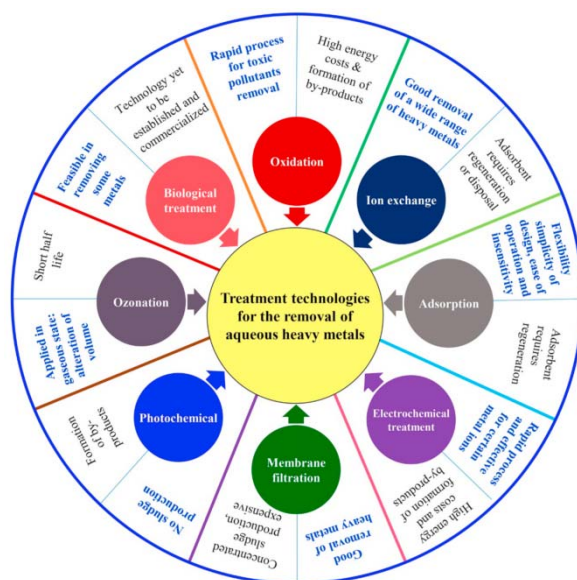 Treatment technologies
for the removal of
aqueous heavy metals
Oxidation
Rapid process
for toxic
pollutants
removal
High energy
costs &
formation of
by-products
Ion exchange
Good removal
of a wide range
of heavy metals
Adsorbent
requires
regeneration
or disposal
Adsorption
Flexibility
simplicity of
design, ease of
operation and
insensitivity
Adsorbent
requires
regeneration
Electrochemical
treatment
Rapid process
and effective
for certain
metal ions
High energy
costs and
formation of
by-products
Membrane
filtration
Good
removal of
heavy metals
Concentrated
sludge
production,
expensive
Photochemical
No sludge
production
Formation
of by-
products
Ozonation
Applied in
gaseous state:
alteration of
volume
Short half
life
Biological
treatment
Feasible in
removing
some
metals
Technology yet
to be
established and
commercialized